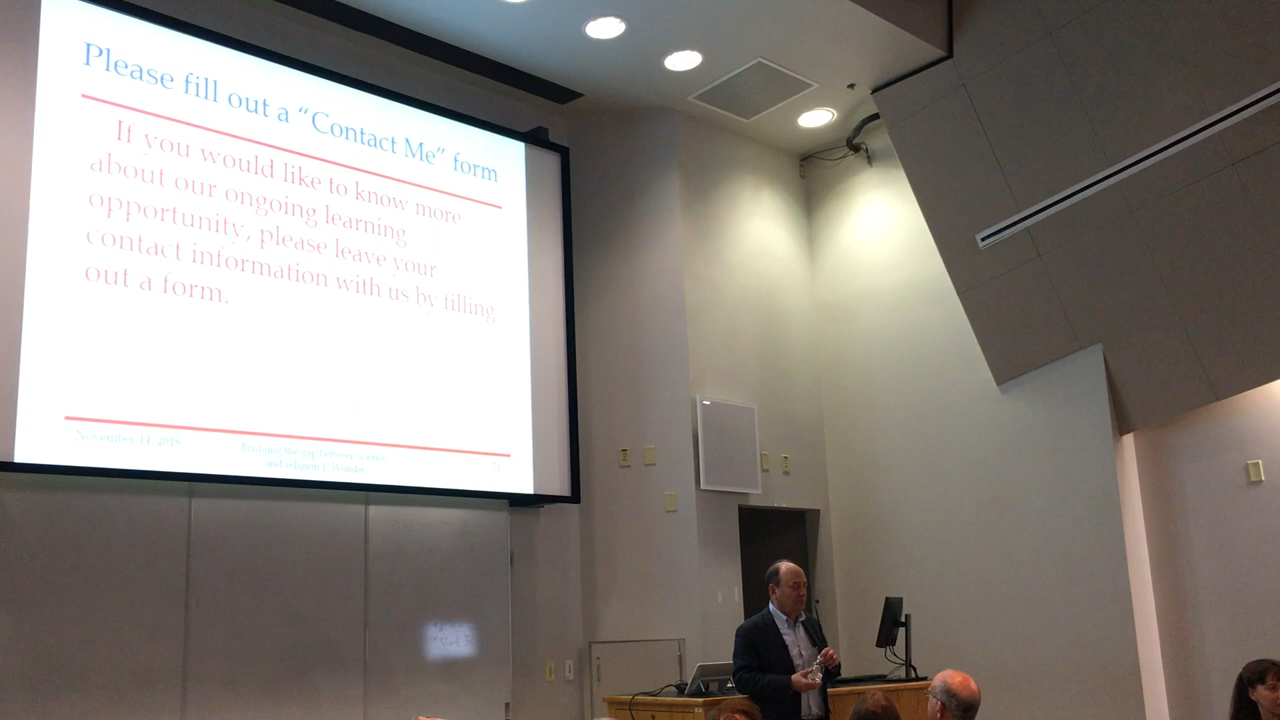 Please fill out a “Contact Me” form
If you would like to know more
about our ongoing learning
opportunity, please leave your
contact information with us by filling
out a form.
November 11, 2018
Bridging the gap between science
and religion I: Wonder